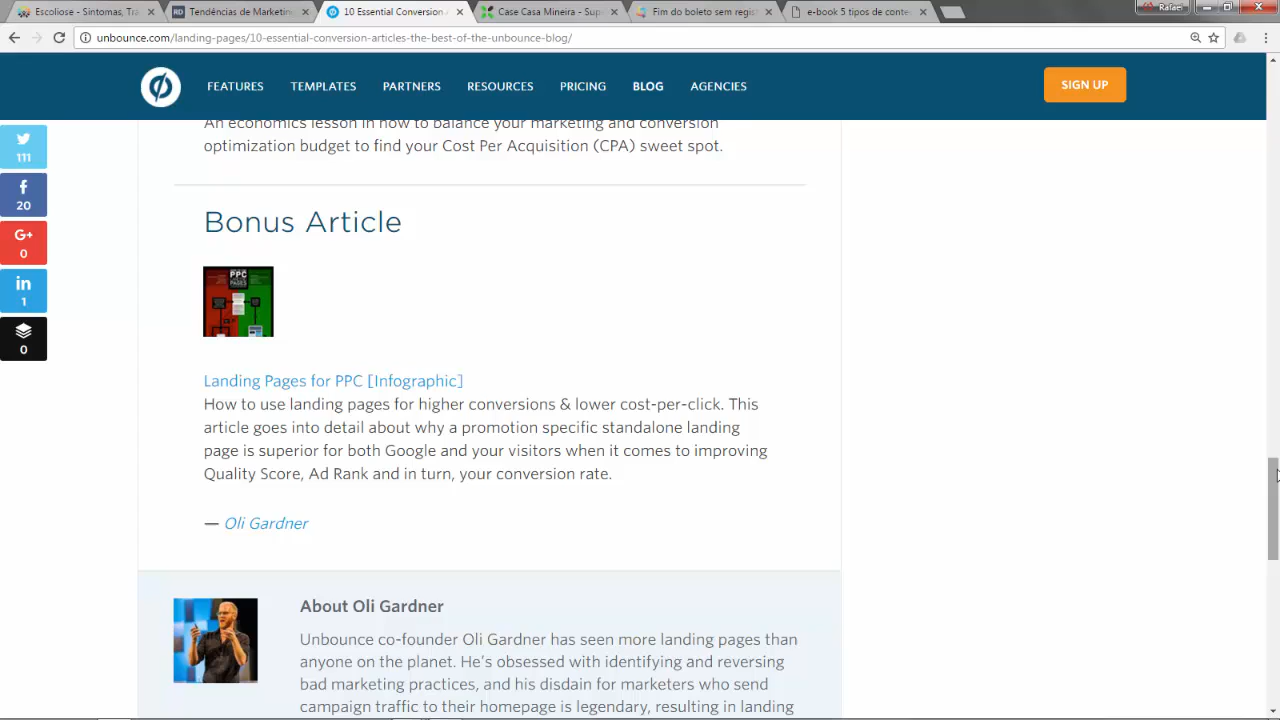 Escoliose - Sintomas, Tra
Tendências de Marketing
10 Essential Conversion
Case Casa Mineira - Sup
Fim do boleto sem regist
e-book 5 tipos de conte
Rafael
unbounce.com/landing-pages/10-essential-conversion-articles-the-best-of-the-unbounce-blog/
FEATURES TEMPLATES PARTNERS RESOURCES PRICING BLOG AGENCIES SIGN UP
111
20
G+
0
in
1
0
An economics lesson in how to balance your marketing and conversion
optimization budget to find your Cost Per Acquisition (CPA) sweet spot.
Bonus Article
PPC
Landing Pages for PPC [Infographic]
How to use landing pages for higher conversions & lower cost-per-click. This
article goes into detail about why a promotion specific standalone landing
page is superior for both Google and your visitors when it comes to improving
Quality Score, Ad Rank and in turn, your conversion rate.
— Oli Gardner
About Oli Gardner
Unbounce co-founder Oli Gardner has seen more landing pages than
anyone on the planet. He's obsessed with identifying and reversing
bad marketing practices, and his disdain for marketers who send
campaign traffic to their homepage is legendary, resulting in landing